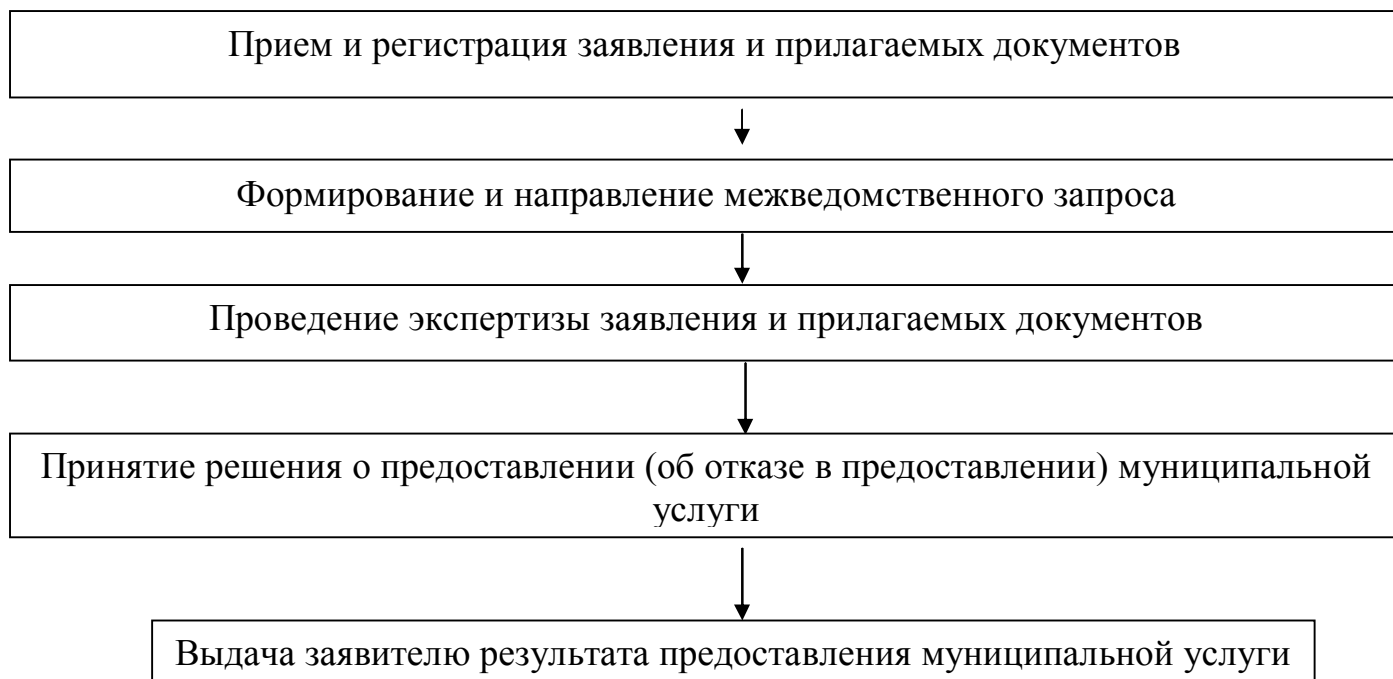 Прием и регистрация заявления и прилагаемых документов
Формирование и направление межведомственного запроса
Проведение экспертизы заявления и прилагаемых документов
Принятие решения о предоставлении (об отказе в предоставлении) муниципальной
услуги
Выдача заявителю результата предоставления муниципальной услуги